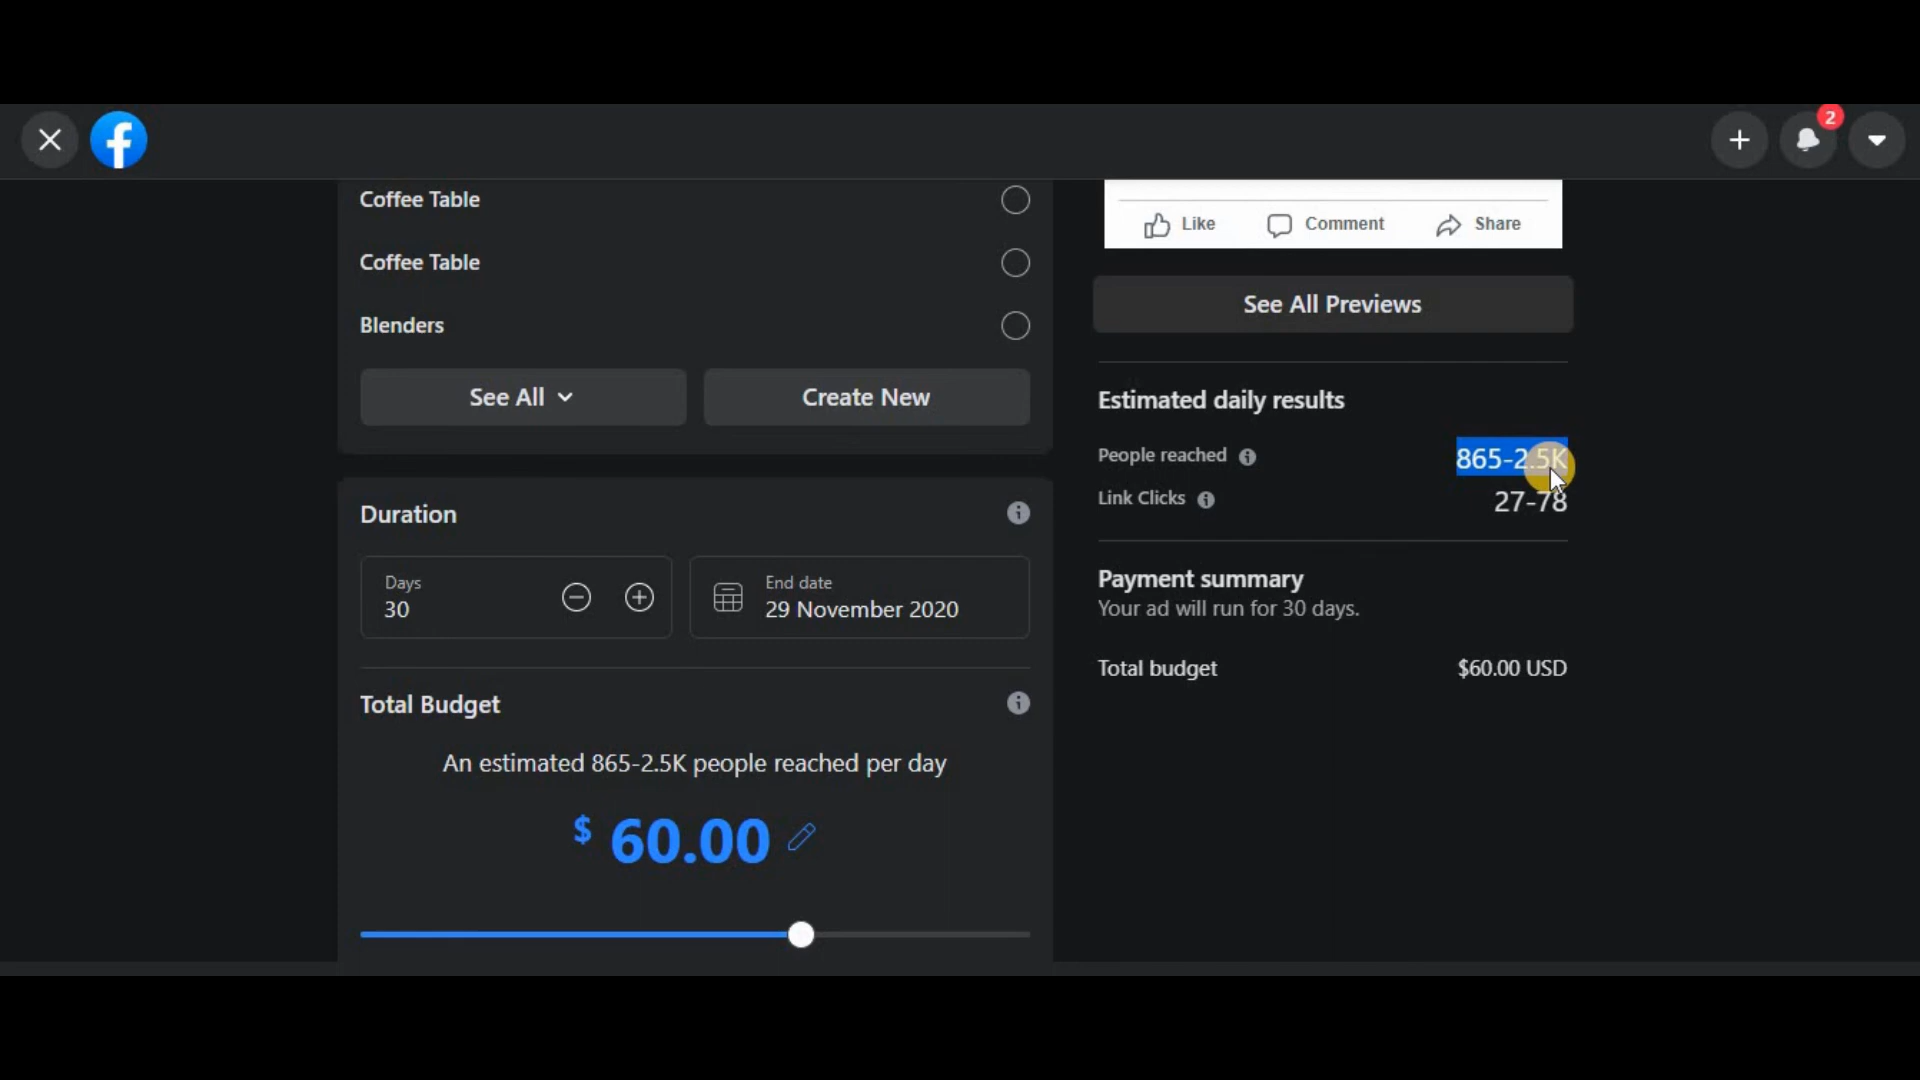 2
Coffee Table
Coffee Table
Blenders
See All
Create New
Duration
Days
30
End date
29 November 2020
Total Budget
An estimated 865-2.5K people reached per day
$ 60.00
Like Comment Share
See All Previews
Estimated daily results
People reached 865-2.5K
Link Clicks 27-78
Payment summary
Your ad will run for 30 days.
Total budget $60.00 USD